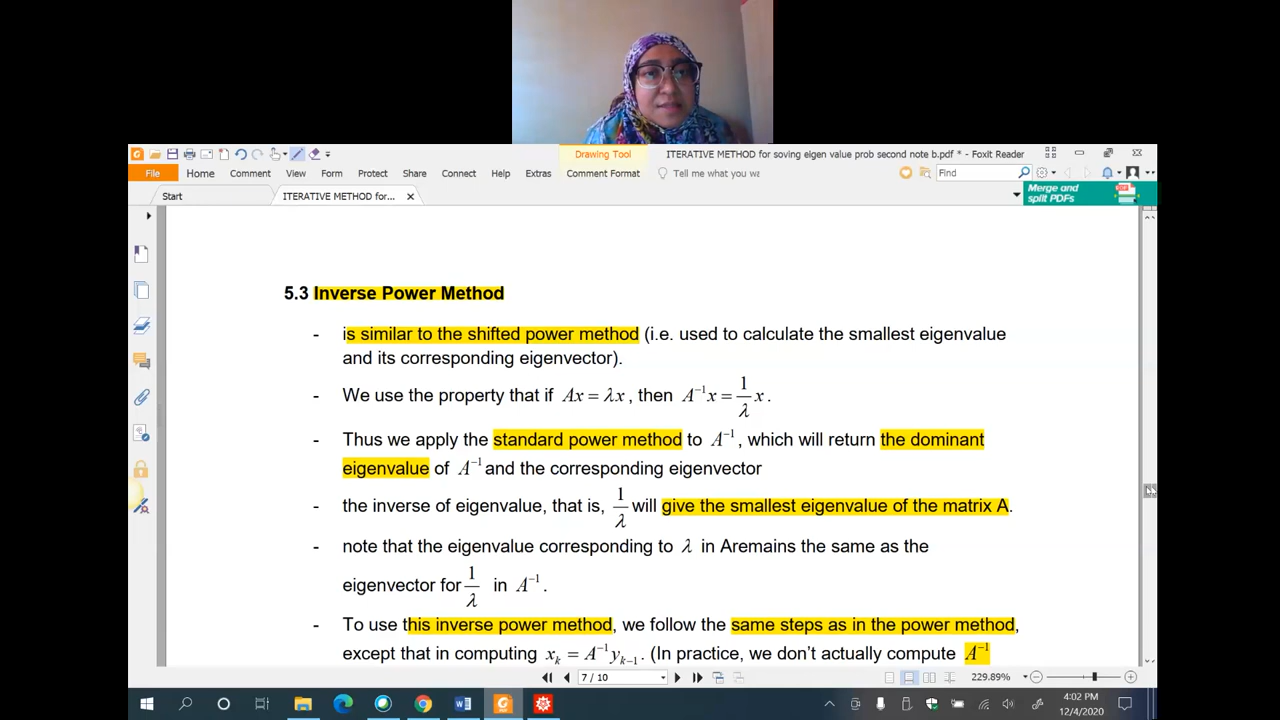 Drawing Tool
ITERATIVE METHOD for soving eigen value prob second note b.pdf * - Foxit Reader
File Home Comment View Form Protect Share Connect Help Extras Comment Format Tell me what you wa Find
Start ITERATIVE METHOD for... Merge and
split PDFs
5.3 Inverse Power Method
- is similar to the shifted power method (i.e. used to calculate the smallest eigenvalue
and its corresponding eigenvector).
- We use the property that if Ax = λx , then A⁻¹x = 1/λ x .
- Thus we apply the standard power method to A⁻¹ , which will return the dominant
eigenvalue of A⁻¹ and the corresponding eigenvector
- the inverse of eigenvalue, that is, 1/λ will give the smallest eigenvalue of the matrix A.
- note that the eigenvalue corresponding to λ in Aremains the same as the
eigenvector for 1/λ in A⁻¹ .
- To use this inverse power method, we follow the same steps as in the power method,
except that in computing xₖ = A⁻¹yₖ₋₁ . (In practice, we don't actually compute A⁻¹
7 / 10 229.89%
4:02 PM
12/4/2020